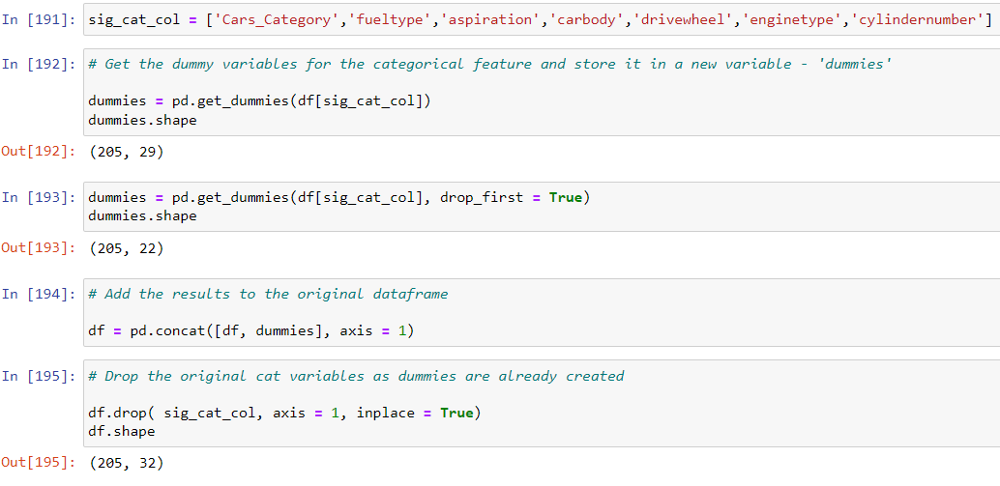 In [191]: sig_cat_col = ['Cars_Category','fueltype','aspiration','carbody','drivewheel','enginetype','cylindernumber']
In [192]: # Get the dummy variables for the categorical feature and store it in a new variable - 'dummies'
dummies = pd.get_dummies(df[sig_cat_col])
dummies.shape
Out[192]: (205, 29)
In [193]: dummies = pd.get_dummies(df[sig_cat_col], drop_first = True)
dummies.shape
Out[193]: (205, 22)
In [194]: # Add the results to the original dataframe
df = pd.concat([df, dummies], axis = 1)
In [195]: # Drop the original cat variables as dummies are already created
df.drop( sig_cat_col, axis = 1, inplace = True)
df.shape
Out[195]: (205, 32)